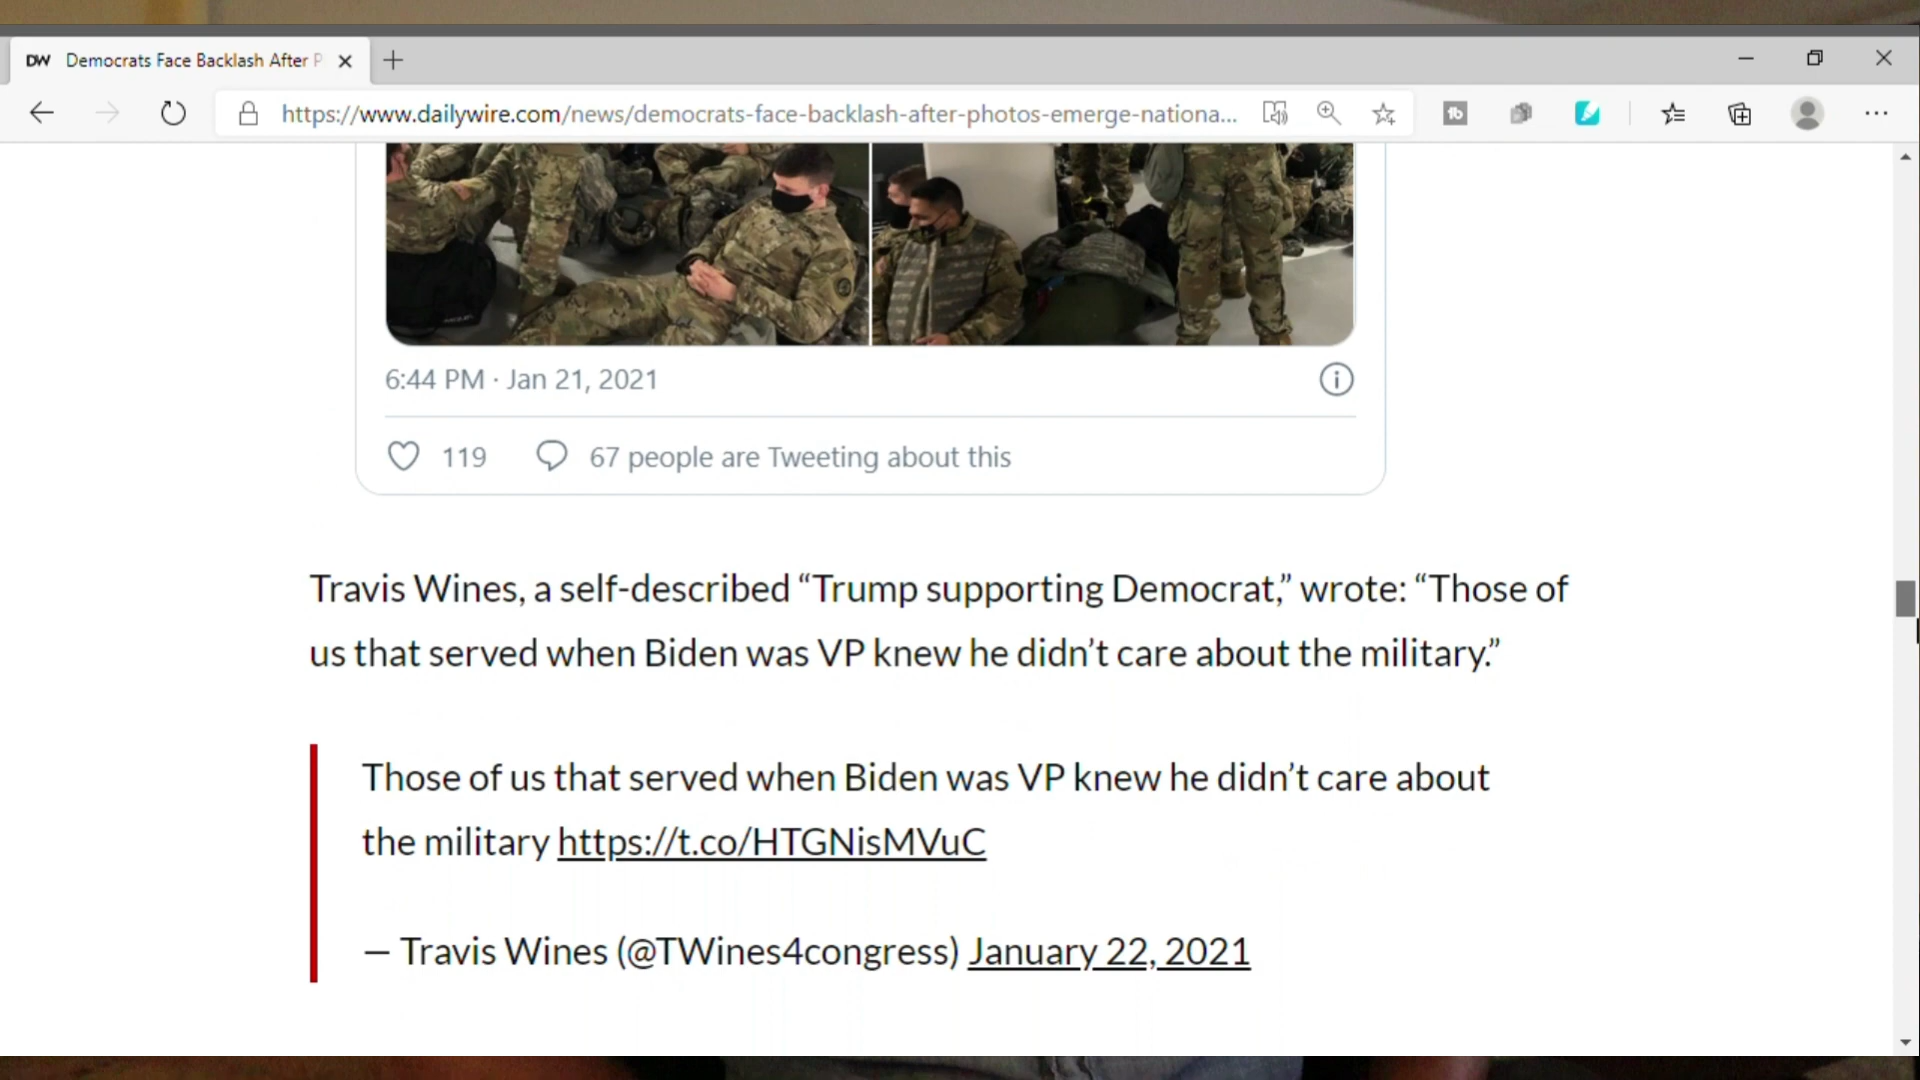 DW Democrats Face Backlash After P
https://www.dailywire.com/news/democrats-face-backlash-after-photos-emerge-nationa...
6:44 PM · Jan 21, 2021
119 67 people are Tweeting about this
Travis Wines, a self-described “Trump supporting Democrat,” wrote: “Those of
us that served when Biden was VP knew he didn’t care about the military.”
Those of us that served when Biden was VP knew he didn’t care about
the military https://t.co/HTGNisMVuC
— Travis Wines (@TWines4congress) January 22, 2021